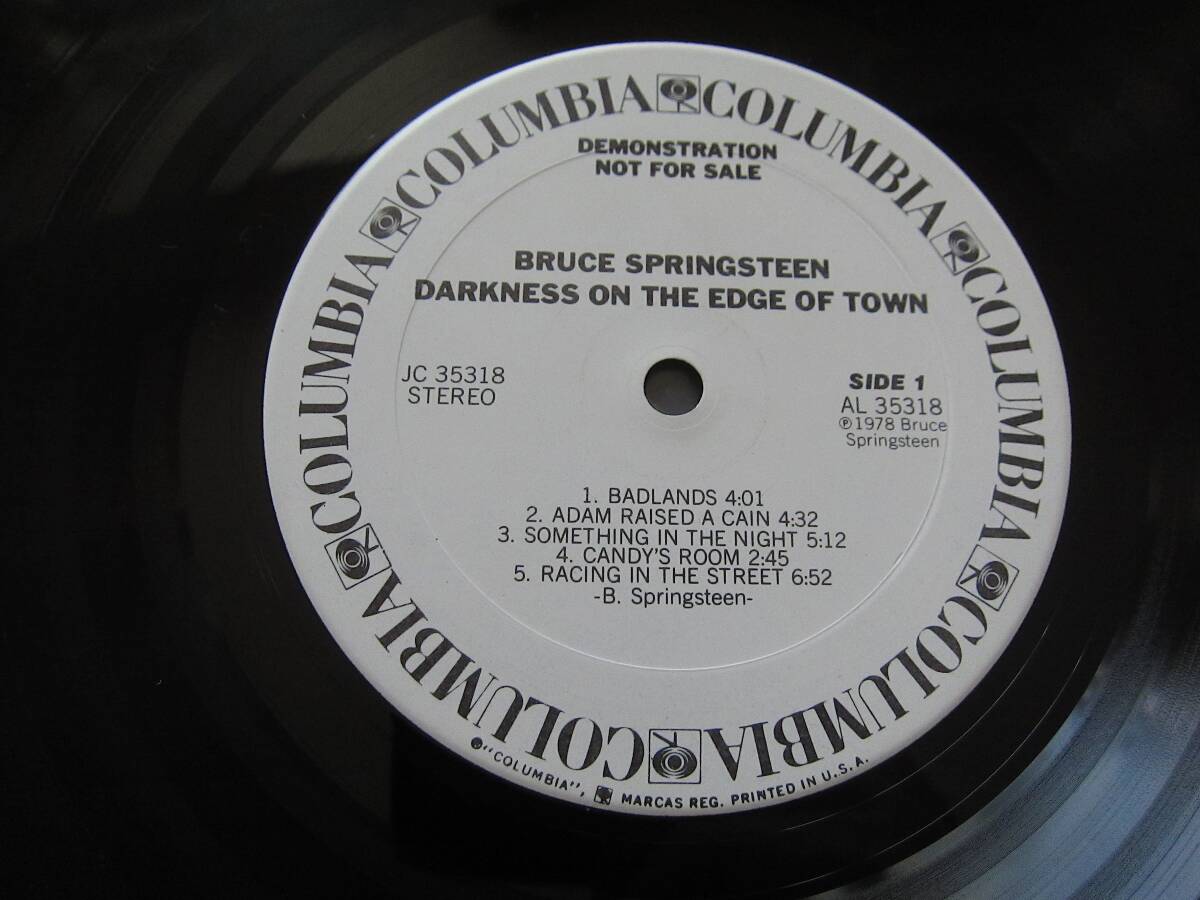 COLUMBIA COLUMBIA COLUMBIA COLUMBIA COLUMBIA COLUMBIA COLUMBIA COLUMBIA
DEMONSTRATION
NOT FOR SALE
BRUCE SPRINGSTEEN
DARKNESS ON THE EDGE OF TOWN
JC 35318
STEREO
SIDE 1
AL 35318
℗1978 Bruce
Springsteen
1. BADLANDS 4:01
2. ADAM RAISED A CAIN 4:32
3. SOMETHING IN THE NIGHT 5:12
4. CANDY'S ROOM 2:45
5. RACING IN THE STREET 6:52
-B. Springsteen-
"COLUMBIA", MARCAS REG. PRINTED IN U.S.A.